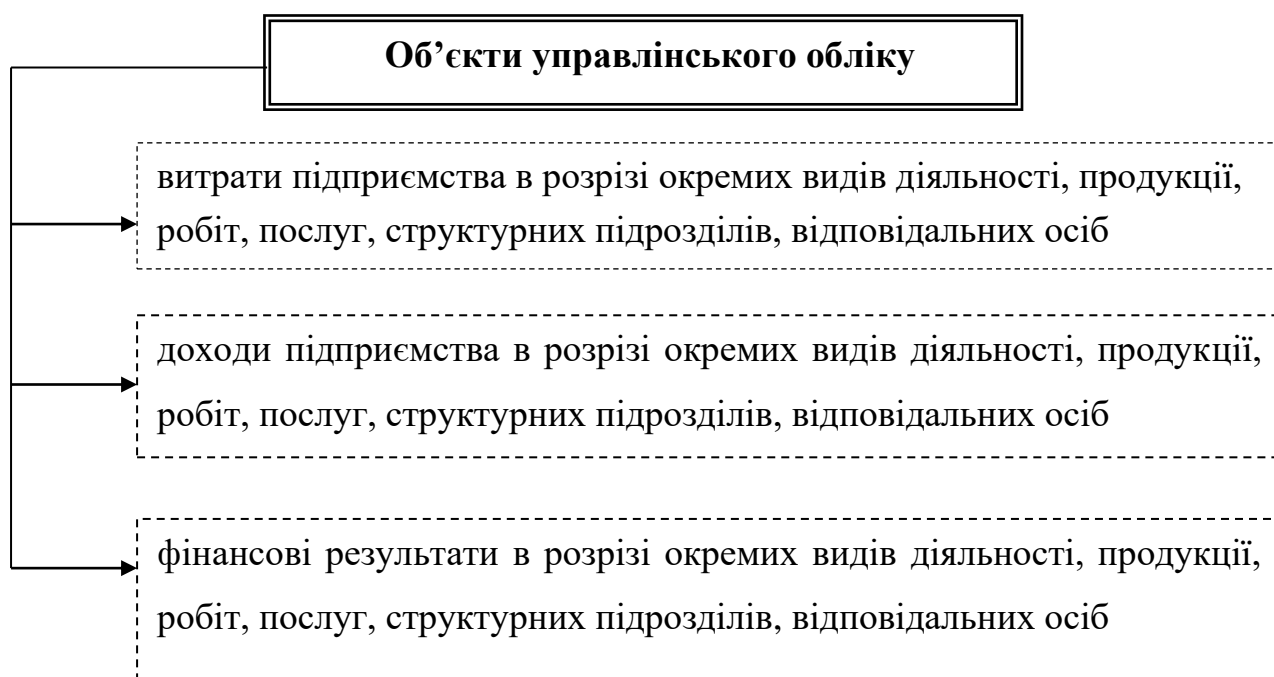 Об’єкти управлінського обліку
витрати підприємства в розрізі окремих видів діяльності, продукції,
робіт, послуг, структурних підрозділів, відповідальних осіб
доходи підприємства в розрізі окремих видів діяльності, продукції,
робіт, послуг, структурних підрозділів, відповідальних осіб
фінансові результати в розрізі окремих видів діяльності, продукції,
робіт, послуг, структурних підрозділів, відповідальних осіб